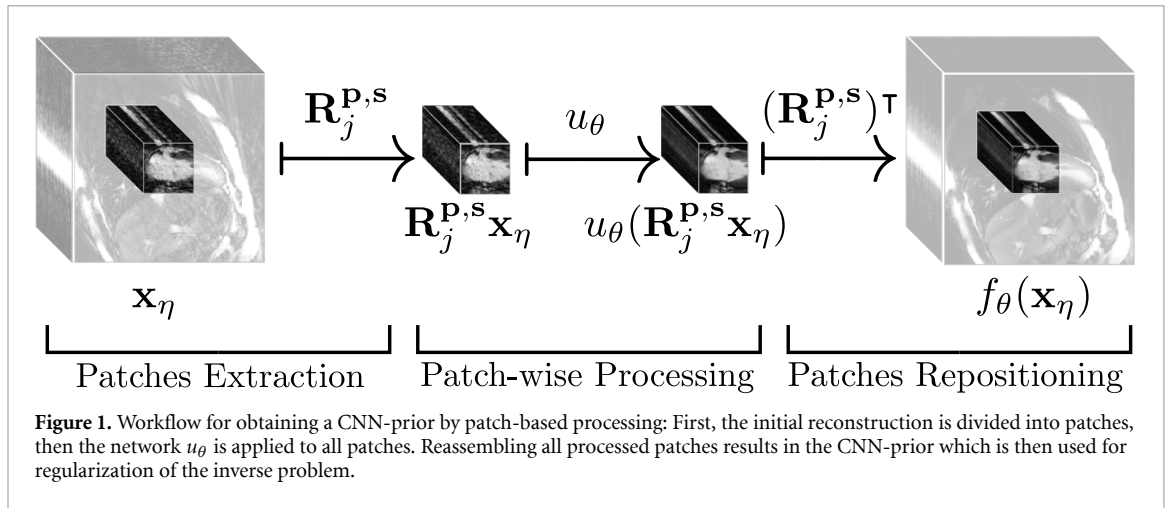 R_j^{p,s} u_θ (R_j^{p,s})^⊤
R_j^{p,s}x_η u_θ(R_j^{p,s}x_η)
x_η f_θ(x_η)
Patches Extraction Patch-wise Processing Patches Repositioning
Figure 1. Workflow for obtaining a CNN-prior by patch-based processing: First, the initial reconstruction is divided into patches,
then the network u_θ is applied to all patches. Reassembling all processed patches results in the CNN-prior which is then used for
regularization of the inverse problem.